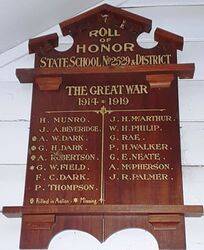 ROLL OF
HONOR
STATE SCHOOL No 2529 & DISTRICT
THE GREAT WAR
1914 * 1919
H. MUNRO.
J. A. BEVERIDGE.
A. W. DARK.
G. H. DARK.
A. ROBERTSON.
G. W. FIELD.
F. C. DARK.
P. THOMPSON.
J. H. McARTHUR.
W. H. PHILP.
G. RAE.
P. H. WALKER.
G. E. NEATE.
A. McPHERSON.
J. R. PALMER.
Killed in Action. Missing